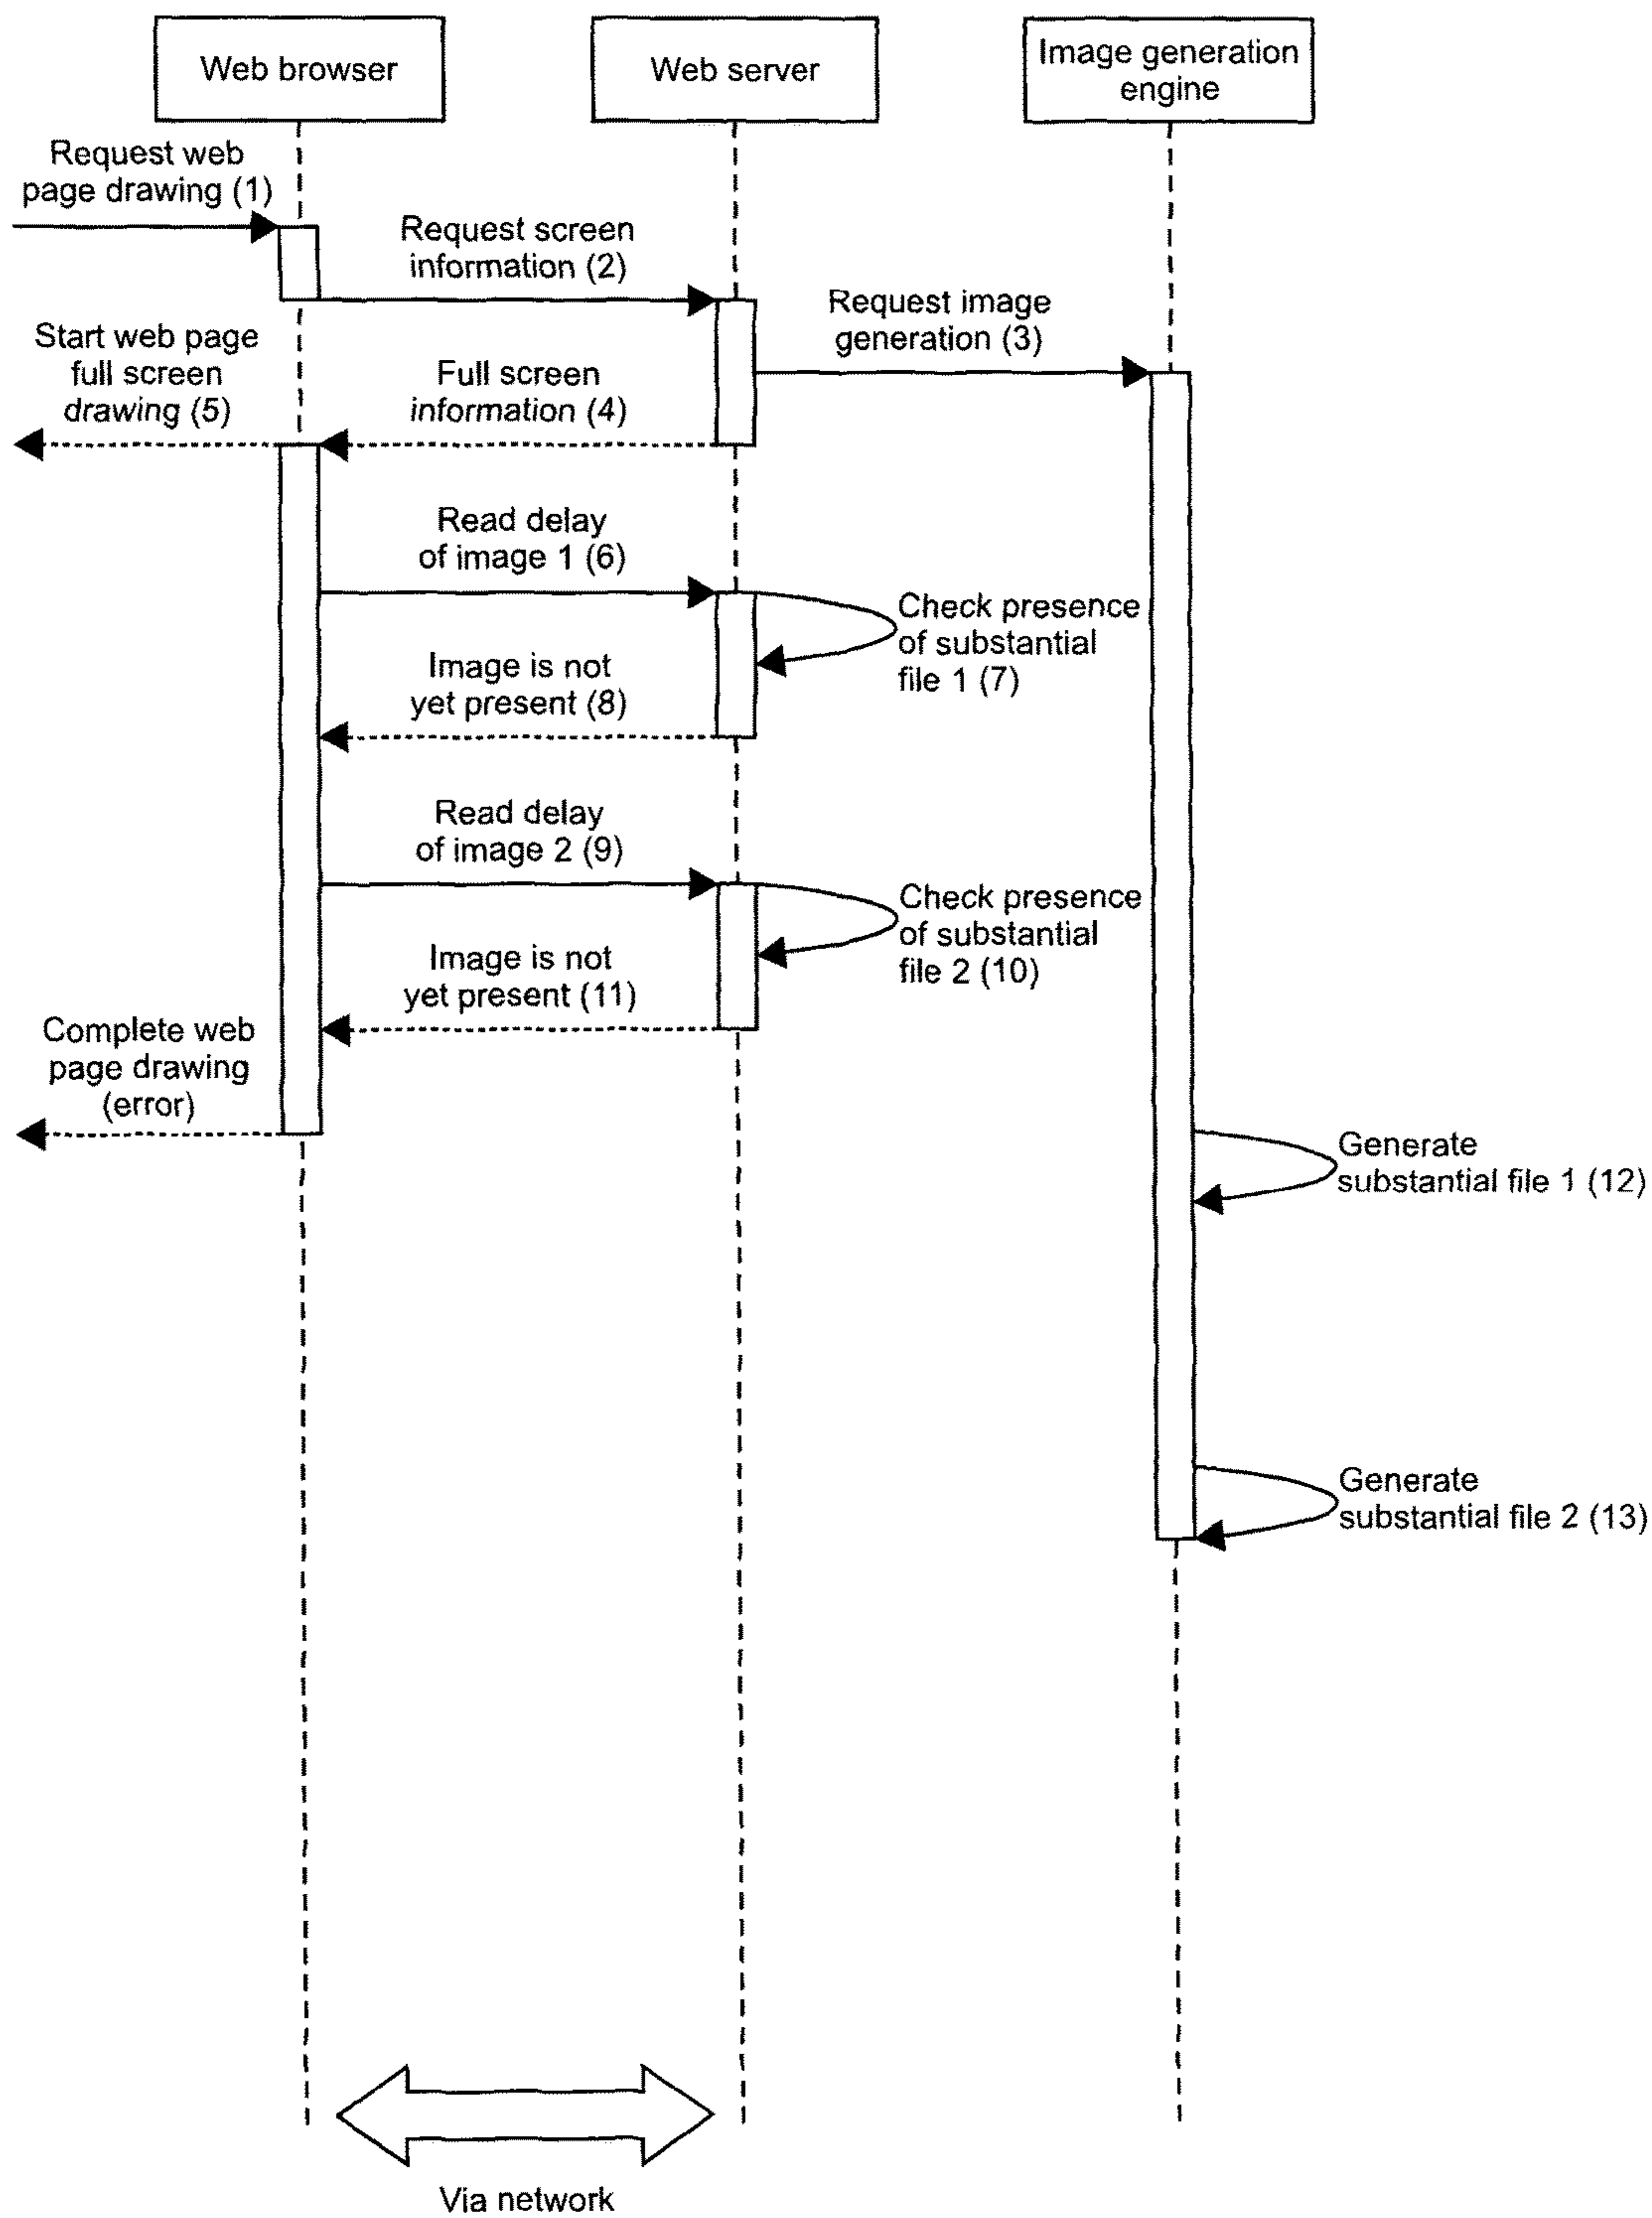 Web browser
Web server
Image generation
engine
Request web
page drawing (1)
Request screen
information (2)
Request image
generation (3)
Start web page
full screen
drawing (5)
Full screen
information (4)
Read delay
of image 1 (6)
Check presence
of substantial
file 1 (7)
Image is not
yet present (8)
Read delay
of image 2 (9)
Check presence
of substantial
file 2 (10)
Image is not
yet present (11)
Complete web
page drawing
(error)
Generate
substantial file 1 (12)
Generate
substantial file 2 (13)
Via network